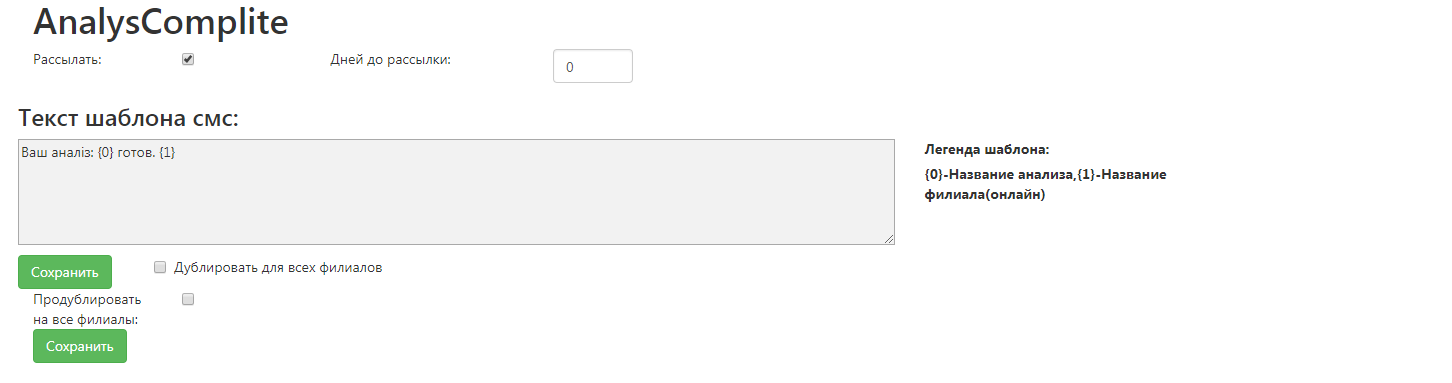 AnalysComplite
Рассылать:
Дней до рассылки:
0
Текст шаблона смс:
Ваш аналіз: {0} готов. {1}
Легенда шаблона:
{0}-Название анализа,{1}-Название
филиала(онлайн)
Сохранить
Дублировать для всех филиалов
Продублировать
на все филиалы:
Сохранить